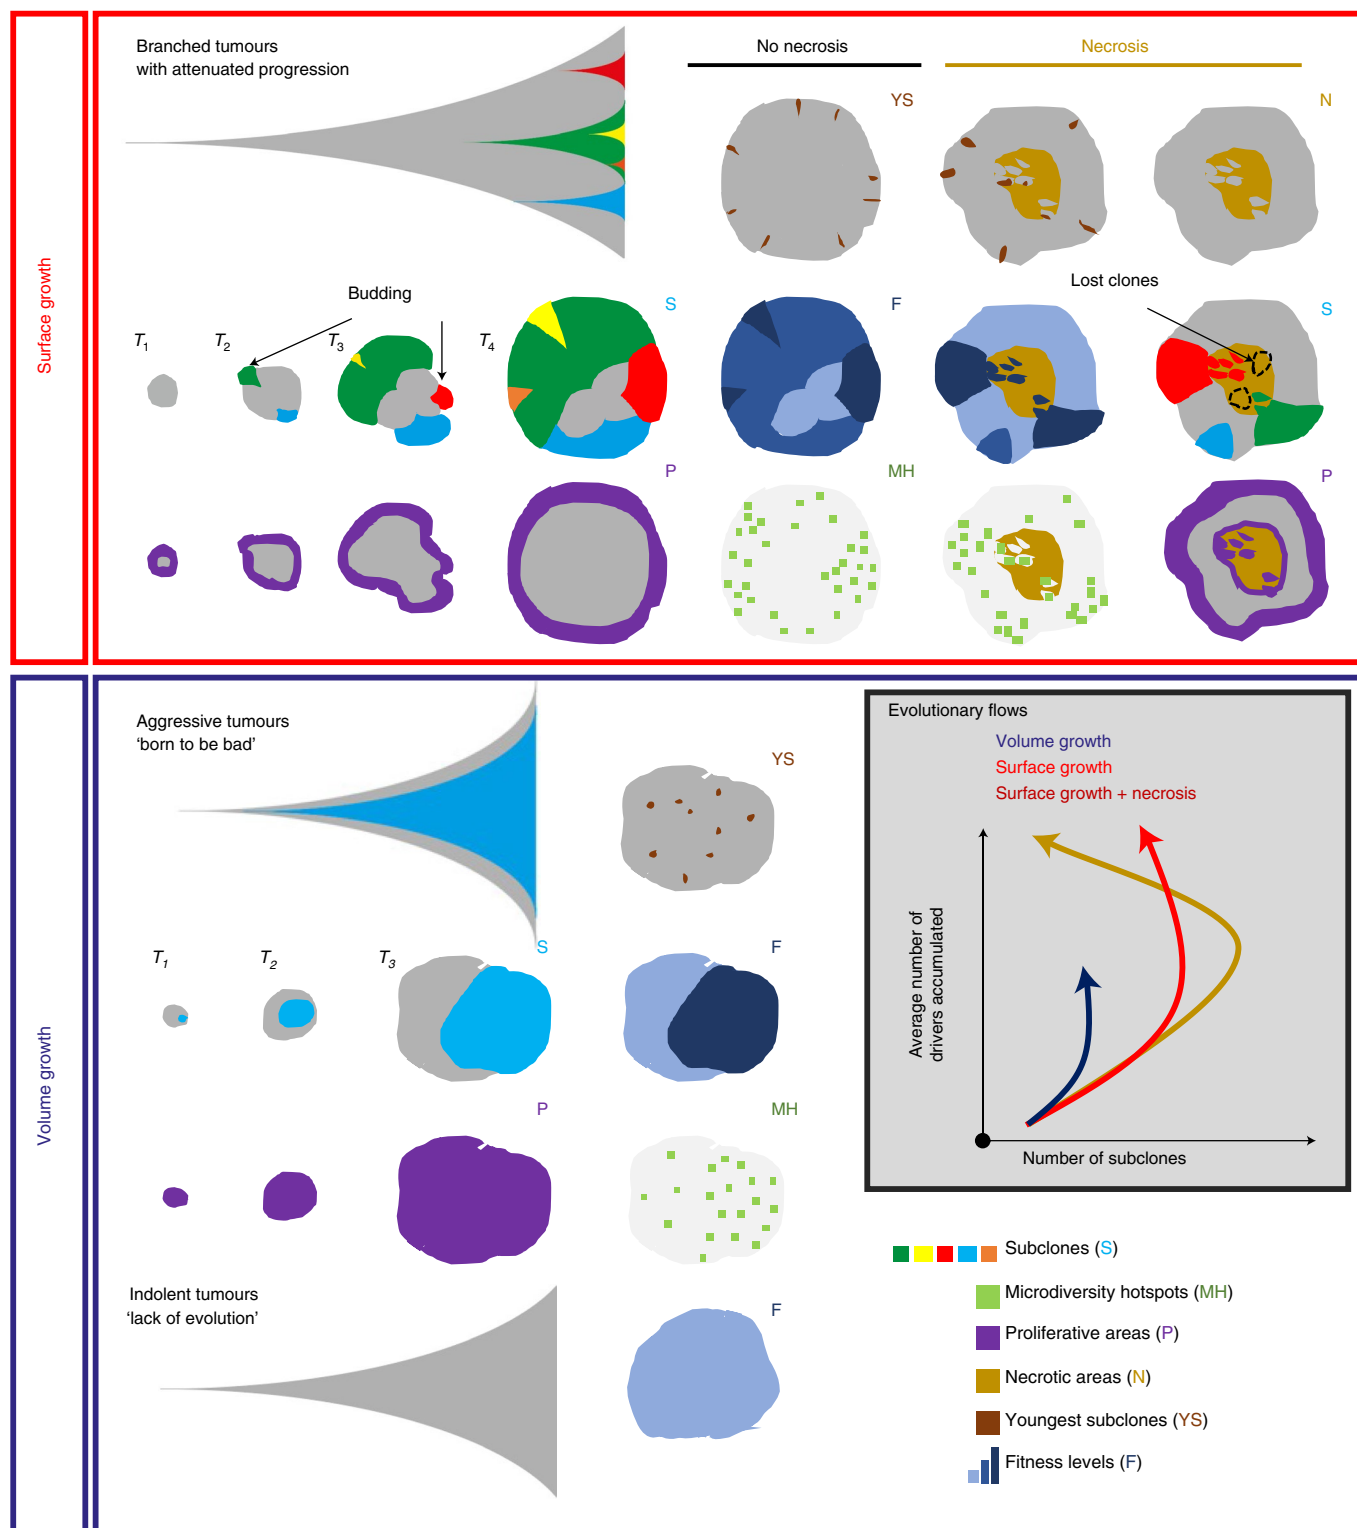 Surface growth
Branched tumours
with attenuated progression
No necrosis
Necrosis
YS
N
Budding
Lost clones
T1
T2
T3
T4
S
F
S
P
MH
P
Volume growth
Aggressive tumours
‘born to be bad’
YS
T1
T2
T3
S
F
P
MH
Indolent tumours
‘lack of evolution’
F
Evolutionary flows
Volume growth
Surface growth
Surface growth + necrosis
Average number of
drivers accumulated
Number of subclones
Subclones (S)
Microdiversity hotspots (MH)
Proliferative areas (P)
Necrotic areas (N)
Youngest subclones (YS)
Fitness levels (F)